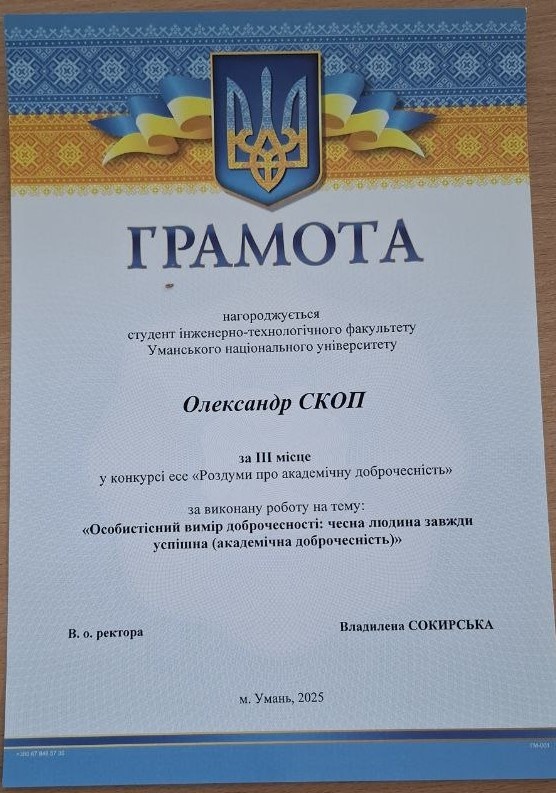 ГРАМОТА
нагороджується
студент інженерно-технологічного факультету
Уманського національного університету
Олександр СКОП
за ІІІ місце
у конкурсі есе «Роздуми про академічну доброчесність»
за виконану роботу на тему:
«Особистісний вимір доброчесності: чесна людина завжди
успішна (академічна доброчесність)»
В. о. ректора
Владилена СОКИРСЬКА
м. Умань, 2025
ГМ-001